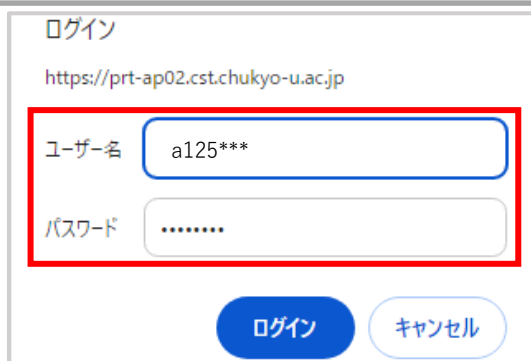 ログイン
https://prt-ap02.cst.chukyo-u.ac.jp
ユーザー名 a125***
パスワード ••••••••
ログイン キャンセル